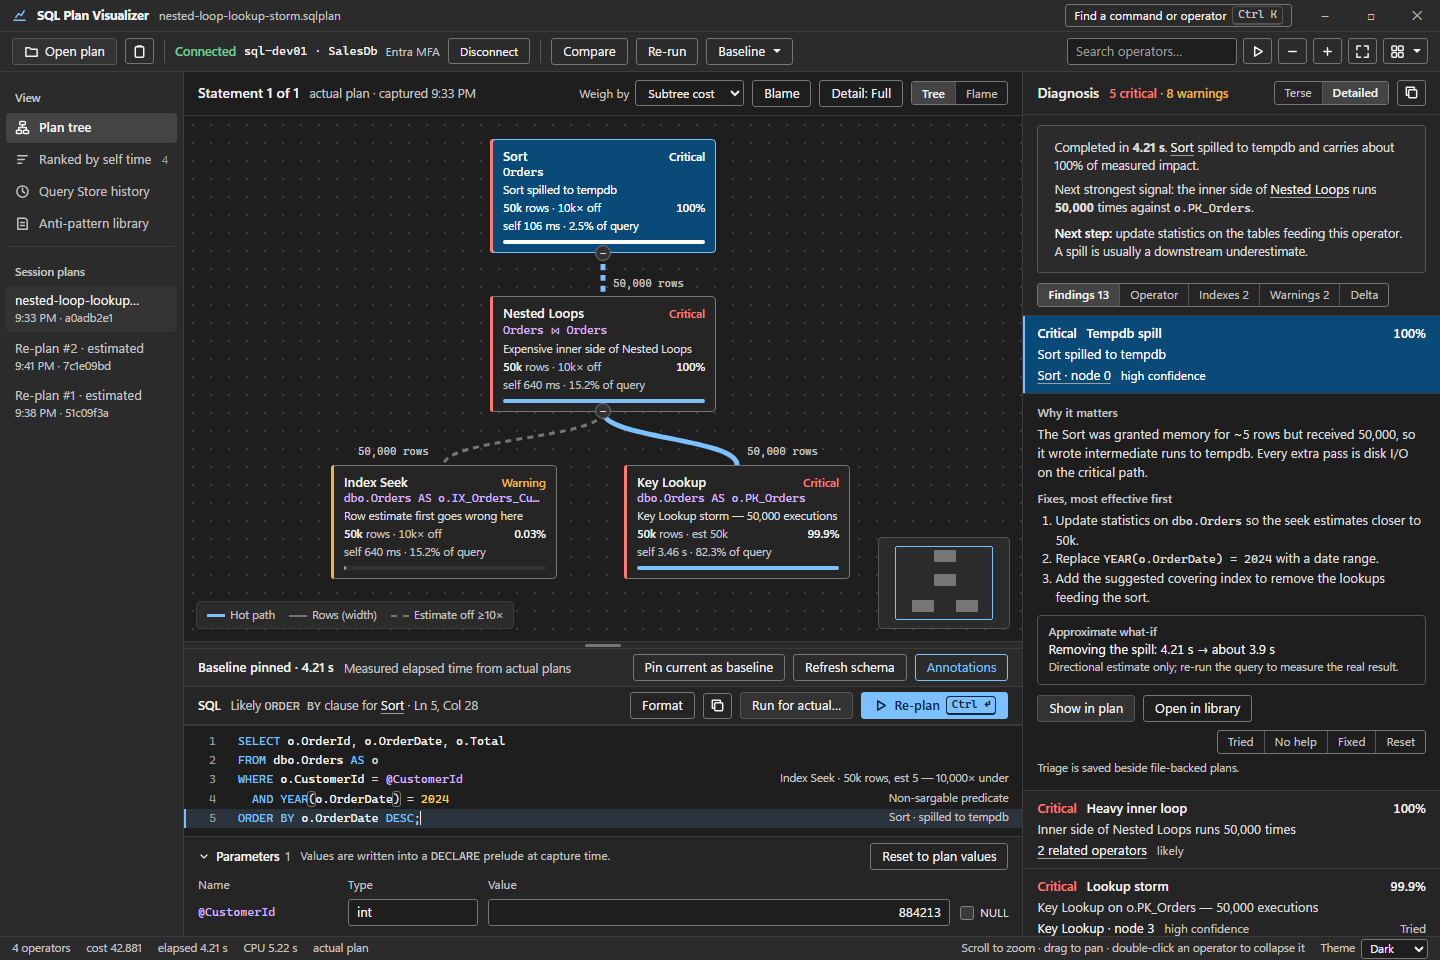 SQL Plan Visualizer nested-loop-lookup-storm.sqlplan
Find a command or operator Ctrl K
Open plan
Connected sql-dev01 · SalesDb Entra MFA Disconnect
Compare Re-run Baseline
Search operators...
View
Plan tree
Ranked by self time 4
Query Store history
Anti-pattern library
Session plans
nested-loop-lookup...
9:33 PM · a0adb2e1
Re-plan #2 · estimated
9:41 PM · 7c1e09bd
Re-plan #1 · estimated
9:38 PM · 51c09f3a
Statement 1 of 1 actual plan · captured 9:33 PM
Weigh by Subtree cost Blame Detail: Full Tree Flame
Sort Critical
Orders
Sort spilled to tempdb
50k rows · 10k× off 100%
self 106 ms · 2.5% of query
50,000 rows
Nested Loops Critical
Orders ⋈ Orders
Expensive inner side of Nested Loops
50k rows · 10k× off 100%
self 640 ms · 15.2% of query
50,000 rows
50,000 rows
Index Seek Warning
dbo.Orders AS o.IX_Orders_Cu…
Row estimate first goes wrong here
50k rows · 10k× off 0.03%
self 640 ms · 15.2% of query
Key Lookup Critical
dbo.Orders AS o.PK_Orders
Key Lookup storm — 50,000 executions
50k rows · est 50k 99.9%
self 3.46 s · 82.3% of query
Hot path Rows (width) Estimate off ≥10×
Baseline pinned · 4.21 s Measured elapsed time from actual plans
Pin current as baseline Refresh schema Annotations
SQL Likely ORDER BY clause for Sort · Ln 5, Col 28
Format Run for actual... Re-plan Ctrl ⏎
1 SELECT o.OrderId, o.OrderDate, o.Total
2 FROM dbo.Orders AS o
3 WHERE o.CustomerId = @CustomerId Index Seek · 50k rows, est 5 — 10,000× under
4 AND YEAR(o.OrderDate) = 2024 Non-sargable predicate
5 ORDER BY o.OrderDate DESC; Sort · spilled to tempdb
Parameters 1 Values are written into a DECLARE prelude at capture time.
Reset to plan values
Name Type Value
@CustomerId int 884213 NULL
Diagnosis 5 critical · 8 warnings
Terse Detailed
Completed in 4.21 s. Sort spilled to tempdb and carries about
100% of measured impact.
Next strongest signal: the inner side of Nested Loops runs
50,000 times against o.PK_Orders.
Next step: update statistics on the tables feeding this operator.
A spill is usually a downstream underestimate.
Findings 13 Operator Indexes 2 Warnings 2 Delta
Critical Tempdb spill 100%
Sort spilled to tempdb
Sort · node 0 high confidence
Why it matters
The Sort was granted memory for ~5 rows but received 50,000, so
it wrote intermediate runs to tempdb. Every extra pass is disk I/O
on the critical path.
Fixes, most effective first
1. Update statistics on dbo.Orders so the seek estimates closer to
50k.
2. Replace YEAR(o.OrderDate) = 2024 with a date range.
3. Add the suggested covering index to remove the lookups
feeding the sort.
Approximate what-if
Removing the spill: 4.21 s → about 3.9 s
Directional estimate only; re-run the query to measure the real result.
Show in plan Open in library
Tried No help Fixed Reset
Triage is saved beside file-backed plans.
Critical Heavy inner loop 100%
Inner side of Nested Loops runs 50,000 times
2 related operators likely
Critical Lookup storm 99.9%
Key Lookup on o.PK_Orders — 50,000 executions
Key Lookup · node 3 high confidence Tried
4 operators cost 42.881 elapsed 4.21 s CPU 5.22 s actual plan
Scroll to zoom · drag to pan · double-click an operator to collapse it Theme Dark